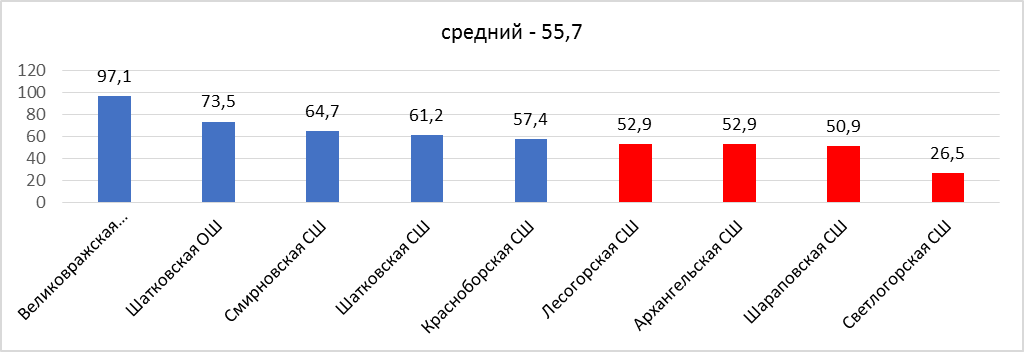 средний - 55,7
120
100
80
60
40
20
0
97,1
73,5
64,7
61,2
57,4
52,9
52,9
50,9
26,5
Великовражская…
Шатковская ОШ
Смирновская СШ
Шатковская СШ
Красноборская СШ
Лесогорская СШ
Архангельская СШ
Шараповская СШ
Светлогорская СШ